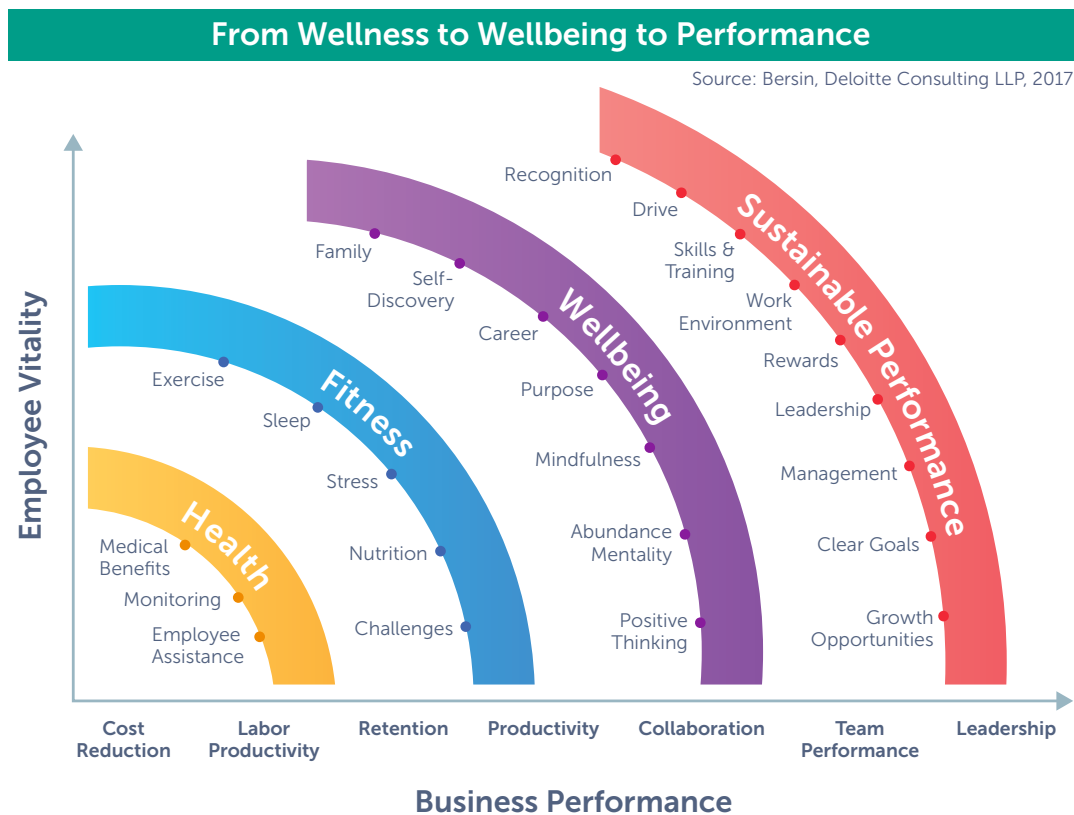 From Wellness to Wellbeing to Performance
Source: Bersin, Deloitte Consulting LLP, 2017
Employee Vitality
Health
Medical
Benefits
Monitoring
Employee
Assistance
Fitness
Exercise
Sleep
Stress
Nutrition
Challenges
Wellbeing
Family
Self-
Discovery
Career
Purpose
Mindfulness
Abundance
Mentality
Positive
Thinking
Sustainable Performance
Recognition
Drive
Skills &
Training
Work
Environment
Rewards
Leadership
Management
Clear Goals
Growth
Opportunities
Cost
Reduction
Labor
Productivity
Retention
Productivity
Collaboration
Team
Performance
Leadership
Business Performance